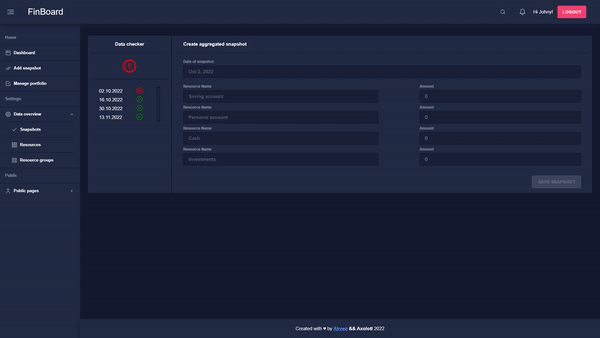 FinBoard
Hi Johny!
LOGOUT
Home
Dashboard
Add snapshot
Manage portfolio
Settings
Data overview
Snapshots
Resources
Resource groups
Public
Public pages
Data checker
02.10.2022
16.10.2022
30.10.2022
13.11.2022
Create aggregated snapshot
Date of snapshot
Oct 2, 2022
Resource Name Amount
Saving account 0
Resource Name Amount
Personal account 0
Resource Name Amount
Cash 0
Resource Name Amount
Investments 0
SAVE SNAPSHOT
Created with ♥ by Akveo && Axolotl 2022